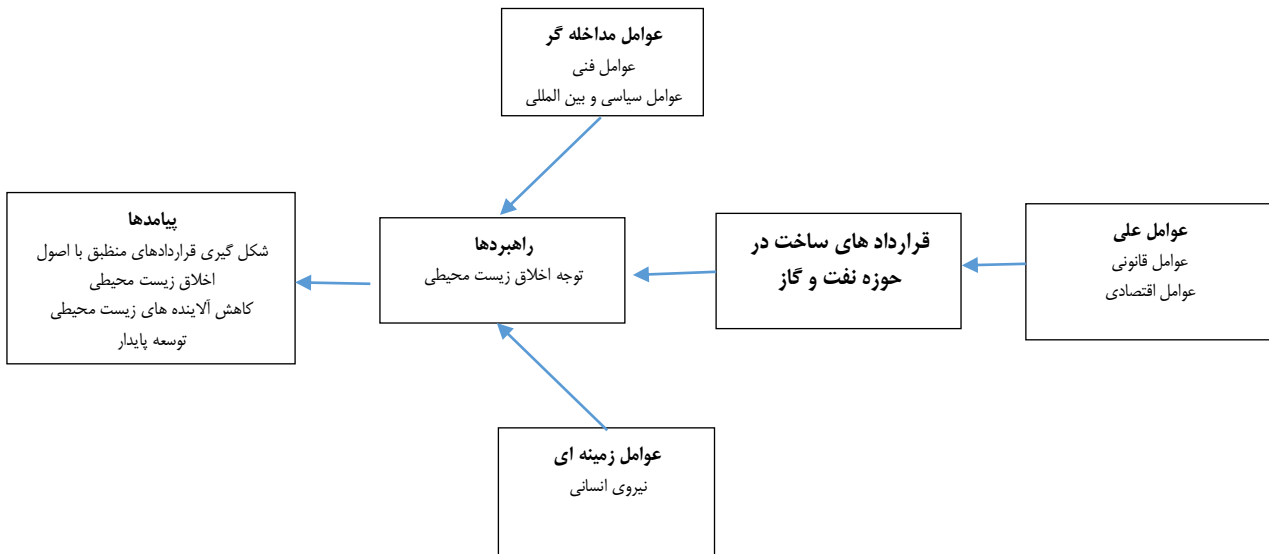 عوامل مداخله گر
عوامل فنی
عوامل سیاسی و بین المللی
عوامل علی
عوامل قانونی
عوامل اقتصادی
قرارداد های ساخت در
حوزه نفت و گاز
راهبردها
توجه اخلاق زیست محیطی
پیامدها
شکل گیری قراردادهای منظبق با اصول
اخلاق زیست محیطی
کاهش آلاینده های زیست محیطی
توسعه پایدار
عوامل زمینه ای
نیروی انسانی